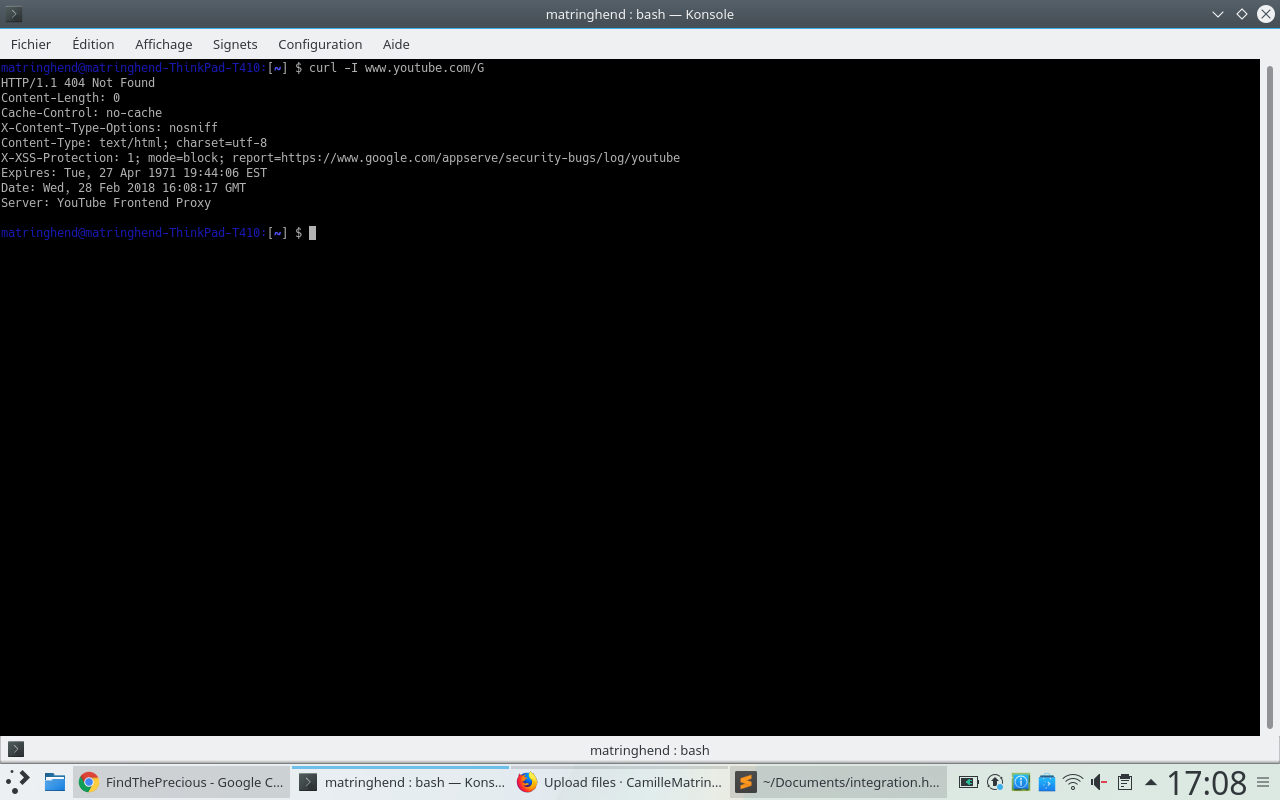 matringhend : bash — Konsole
Fichier Édition Affichage Signets Configuration Aide
matringhend@matringhend-ThinkPad-T410:[~] $ curl -I www.youtube.com/G
HTTP/1.1 404 Not Found
Content-Length: 0
Cache-Control: no-cache
X-Content-Type-Options: nosniff
Content-Type: text/html; charset=utf-8
X-XSS-Protection: 1; mode=block; report=https://www.google.com/appserve/security-bugs/log/youtube
Expires: Tue, 27 Apr 1971 19:44:06 EST
Date: Wed, 28 Feb 2018 16:08:17 GMT
Server: YouTube Frontend Proxy
matringhend@matringhend-ThinkPad-T410:[~] $
matringhend : bash
FindThePrecious - Google C... matringhend : bash — Kons... Upload files · CamilleMatrin... ~/Documents/integration.h... 17:08